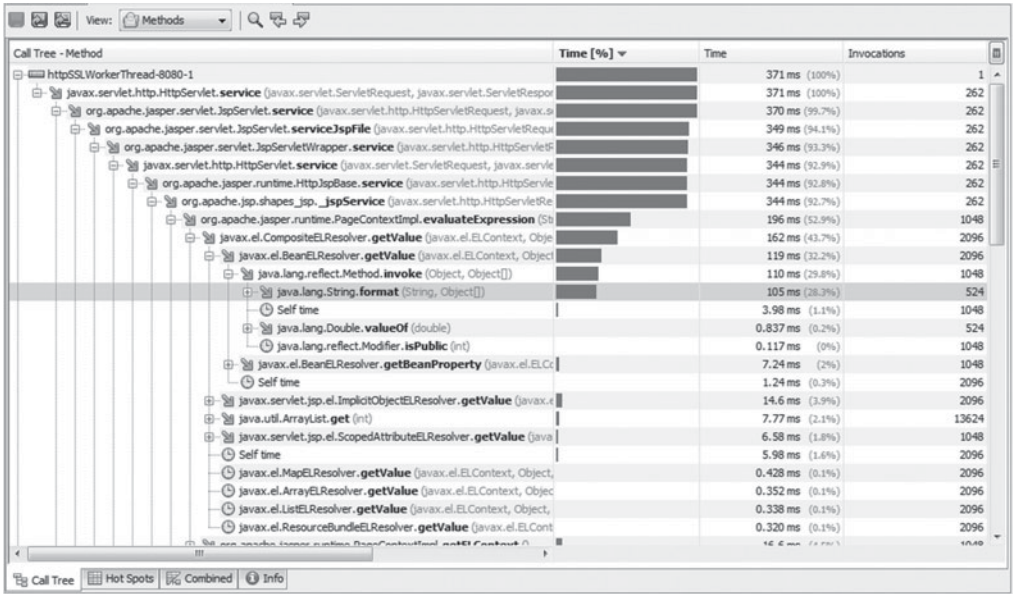 View: Methods
Call Tree - Method Time [%] Time Invocations
httpSSLWorkerThread-8080-1 371 ms (100%) 1
javax.servlet.http.HttpServlet.service (javax.servlet.ServletRequest, javax.servlet.ServletRespor 371 ms (100%) 262
org.apache.jasper.servlet.JspServlet.service (javax.servlet.http.HttpServletRequest, javax.s 370 ms (99.7%) 262
org.apache.jasper.servlet.JspServlet.serviceJspFile (javax.servlet.http.HttpServletReque 349 ms (94.1%) 262
org.apache.jasper.servlet.JspServletWrapper.service (javax.servlet.http.HttpServletF 346 ms (93.3%) 262
javax.servlet.http.HttpServlet.service (javax.servlet.ServletRequest, javax.servle 344 ms (92.9%) 262
org.apache.jasper.runtime.HttpJspBase.service (javax.servlet.http.HttpServle 344 ms (92.8%) 262
org.apache.jsp.shapes_jsp._jspService (javax.servlet.http.HttpServletRe 344 ms (92.7%) 262
org.apache.jasper.runtime.PageContextImpl.evaluateExpression (Str 196 ms (52.9%) 1048
javax.el.CompositeELResolver.getValue (javax.el.ELContext, Obje 162 ms (43.7%) 2096
javax.el.BeanELResolver.getValue (javax.el.ELContext, Object 119 ms (32.2%) 2096
java.lang.reflect.Method.invoke (Object, Object[]) 110 ms (29.8%) 1048
java.lang.String.format (String, Object[]) 105 ms (28.3%) 524
Self time 3.98 ms (1.1%) 1048
java.lang.Double.valueOf (double) 0.837 ms (0.2%) 524
java.lang.reflect.Modifier.isPublic (int) 0.117 ms (0%) 1048
javax.el.BeanELResolver.getBeanProperty (javax.el.ELCo 7.24 ms (2%) 1048
Self time 1.24 ms (0.3%) 2096
javax.servlet.jsp.el.ImplicitObjectELResolver.getValue (javax.e 14.6 ms (3.9%) 2096
java.util.ArrayList.get (int) 7.77 ms (2.1%) 13624
javax.servlet.jsp.el.ScopedAttributeELResolver.getValue (java 6.58 ms (1.8%) 1048
Self time 5.98 ms (1.6%) 2096
javax.el.MapELResolver.getValue (javax.el.ELContext, Object, 0.428 ms (0.1%) 2096
javax.el.ArrayELResolver.getValue (javax.el.ELContext, Objec 0.352 ms (0.1%) 2096
javax.el.ListELResolver.getValue (javax.el.ELContext, Object, 0.338 ms (0.1%) 2096
javax.el.ResourceBundleELResolver.getValue (javax.el.ELCont 0.320 ms (0.1%) 2096
org.apache.jasper.runtime.PageContextImpl.getELContext ()
Call Tree Hot Spots Combined Info